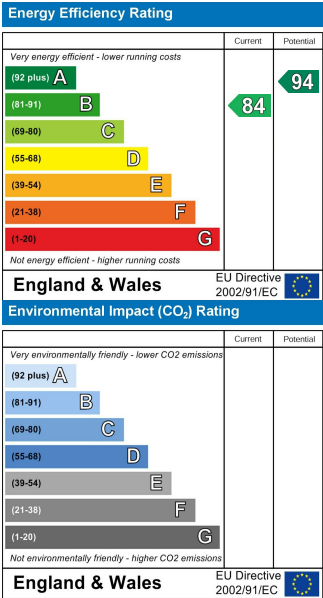 Energy Efficiency Rating
Current Potential
Very energy efficient - lower running costs
(92 plus) A
94
(81-91) B
84
(69-80) C
(55-68) D
(39-54) E
(21-38) F
(1-20) G
Not energy efficient - higher running costs
England & Wales
EU Directive
2002/91/EC
Environmental Impact (CO₂) Rating
Current Potential
Very environmentally friendly - lower CO2 emissions
(92 plus) A
(81-91) B
(69-80) C
(55-68) D
(39-54) E
(21-38) F
(1-20) G
Not environmentally friendly - higher CO2 emissions
England & Wales
EU Directive
2002/91/EC